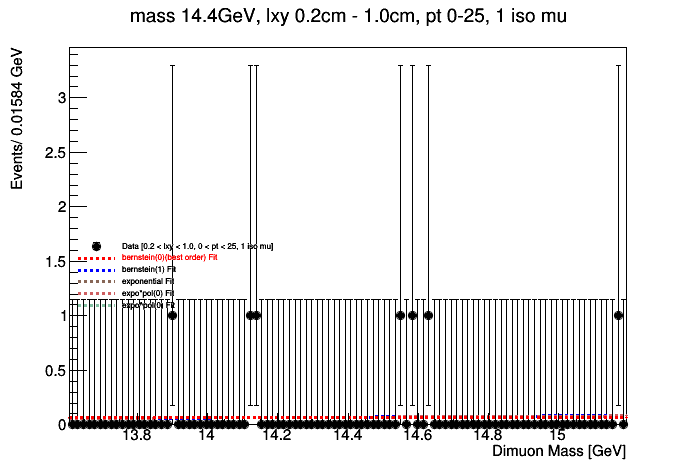 mass 14.4GeV, lxy 0.2cm - 1.0cm, pt 0-25, 1 iso mu
Events/ 0.01584 GeV
3
2.5
2
1.5
1
0.5
0
Data [0.2 < lxy < 1.0, 0 < pt < 25, 1 iso mu]
bernstein(0)(best order) Fit
bernstein(1) Fit
exponential Fit
expo*pol(0) Fit
expo*pol(0) Fit
13.8 14 14.2 14.4 14.6 14.8 15
Dimuon Mass [GeV]